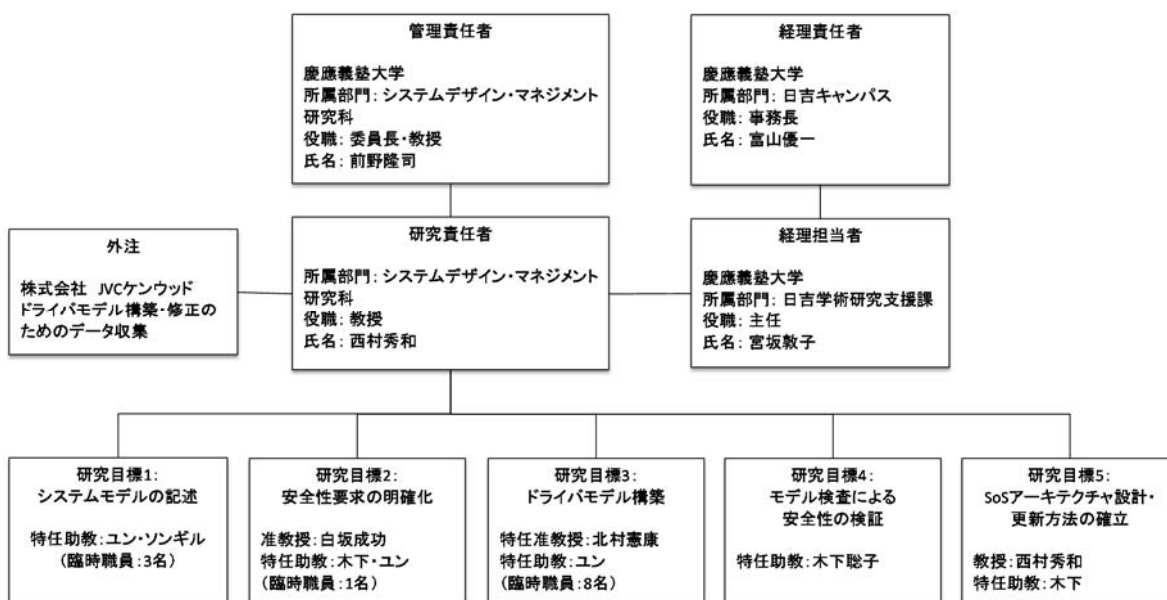 管理責任者
慶應義塾大学
所属部門: システムデザイン・マネジメント
研究科
役職: 委員長・教授
氏名: 前野隆司
経理責任者
慶應義塾大学
所属部門: 日吉キャンパス
役職: 事務長
氏名: 富山優一
外注
株式会社 JVCケンウッド
ドライバモデル構築・修正の
ためのデータ収集
研究責任者
所属部門: システムデザイン・マネジメント
研究科
役職: 教授
氏名: 西村秀和
経理担当者
慶應義塾大学
所属部門: 日吉学術研究支援課
役職: 主任
氏名: 宮坂敦子
研究目標1:
システムモデルの記述
特任助教: ユン・ソンギル
(臨時職員: 3名)
研究目標2:
安全性要求の明確化
准教授: 白坂成功
特任助教: 木下・ユン
(臨時職員: 1名)
研究目標3:
ドライバモデル構築
特任准教授: 北村憲康
特任助教: ユン
(臨時職員: 8名)
研究目標4:
モデル検査による
安全性の検証
特任助教: 木下聡子
研究目標5:
SoSアーキテクチャ設計・
更新方法の確立
教授: 西村秀和
特任助教: 木下